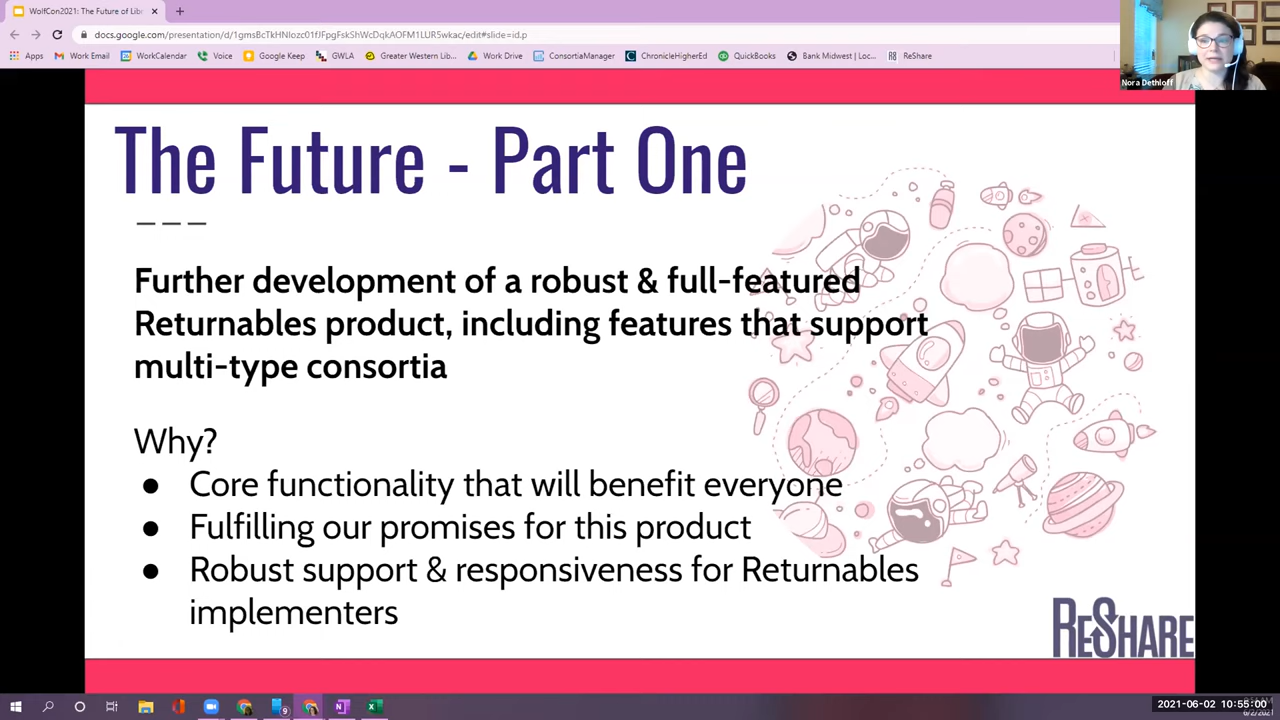 WolfCon2021: The Future of Libr
docs.google.com/presentation/d/1gmsBcTkHNlozc01fJFpgFskShWcDqkAOFM1LUR5wkac/edit#slide=id.p
Apps Work Email WorkCalendar Voice Google Keep GWLA Greater Western Lib... Work Drive ConsortiaManager ChronicleHigherEd QuickBooks Bank Midwest | Loc... ReShare
Nora Dethloff
The Future - Part One
Further development of a robust & full-featured
Returnables product, including features that support
multi-type consortia
Why?
● Core functionality that will benefit everyone
● Fulfilling our promises for this product
● Robust support & responsiveness for Returnables
implementers
RESHARE
2021-06-02 10:55:00